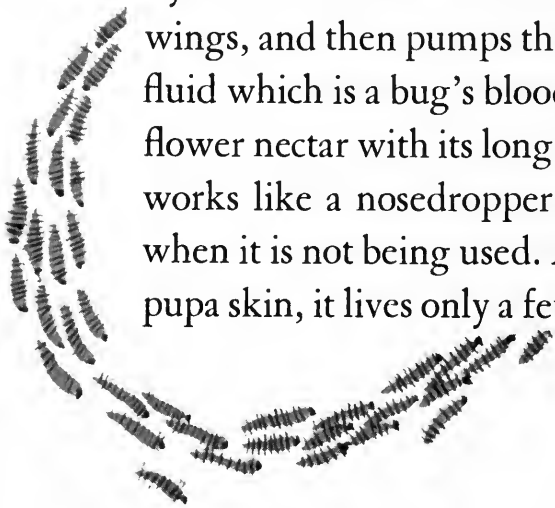 wings, and then pumps th
fluid which is a bug's bloo
flower nectar with its long
works like a nosedropper
when it is not being used.
pupa skin, it lives only a fe